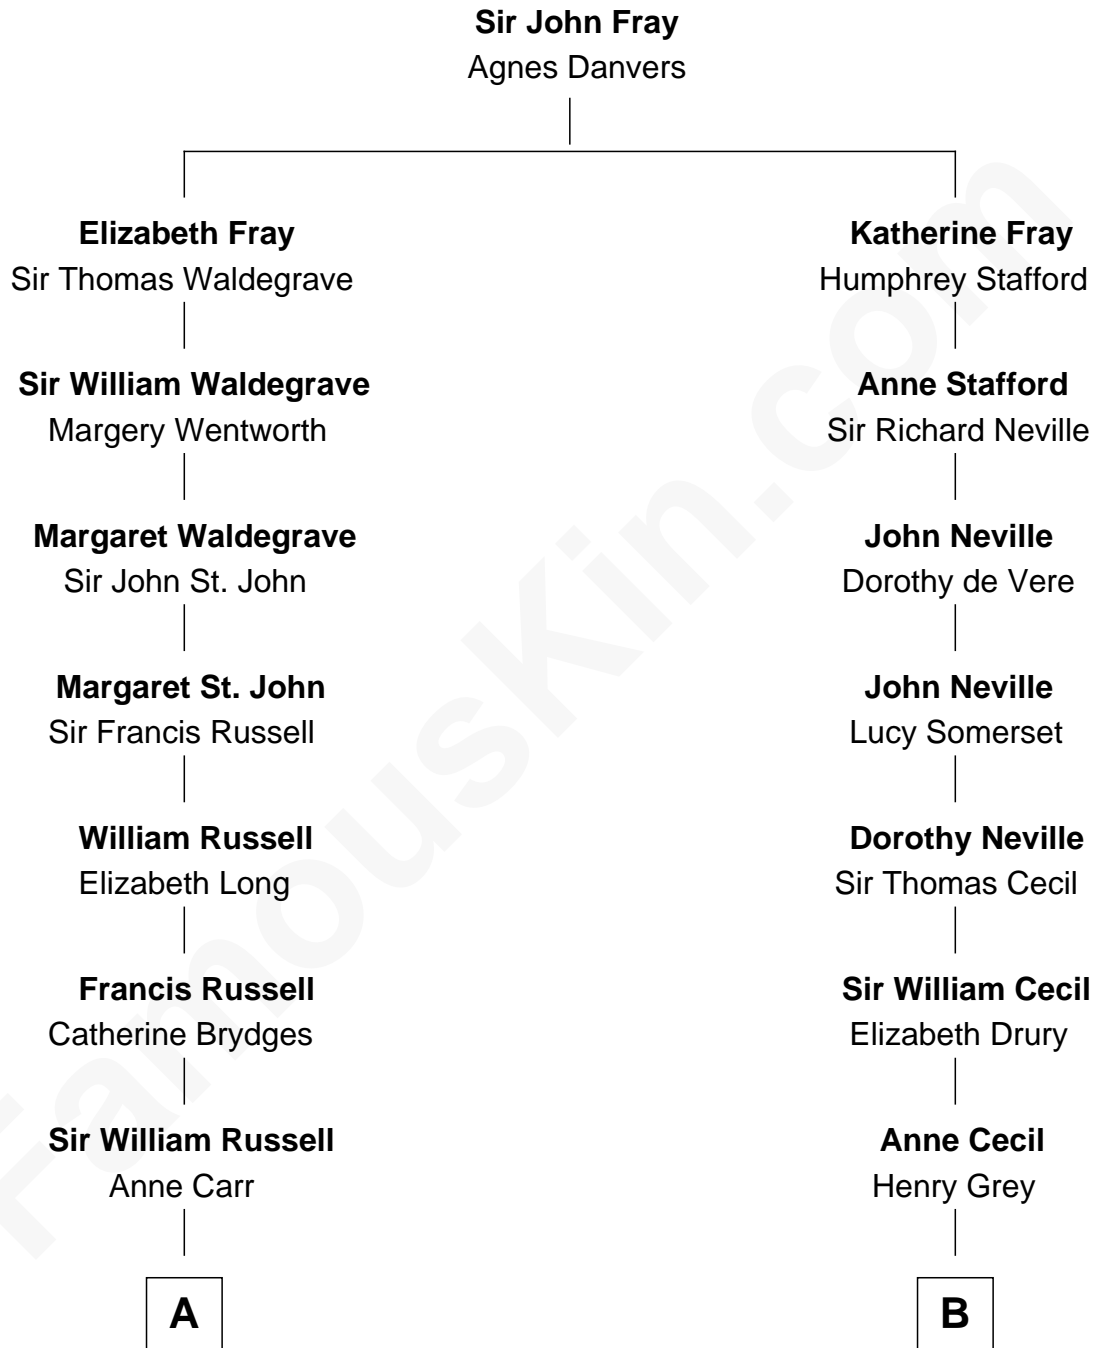 Sir John Fray
Agnes Danvers
Elizabeth Fray
Sir Thomas Waldegrave
Katherine Fray
Humphrey Stafford
Sir William Waldegrave
Margery Wentworth
Anne Stafford
Sir Richard Neville
Margaret Waldegrave
Sir John St. John
John Neville
Dorothy de Vere
Margaret St. John
Sir Francis Russell
John Neville
Lucy Somerset
William Russell
Elizabeth Long
Dorothy Neville
Sir Thomas Cecil
Francis Russell
Catherine Brydges
Sir William Cecil
Elizabeth Drury
Sir William Russell
Anne Carr
Anne Cecil
Henry Grey
A
B
FamousKin.com